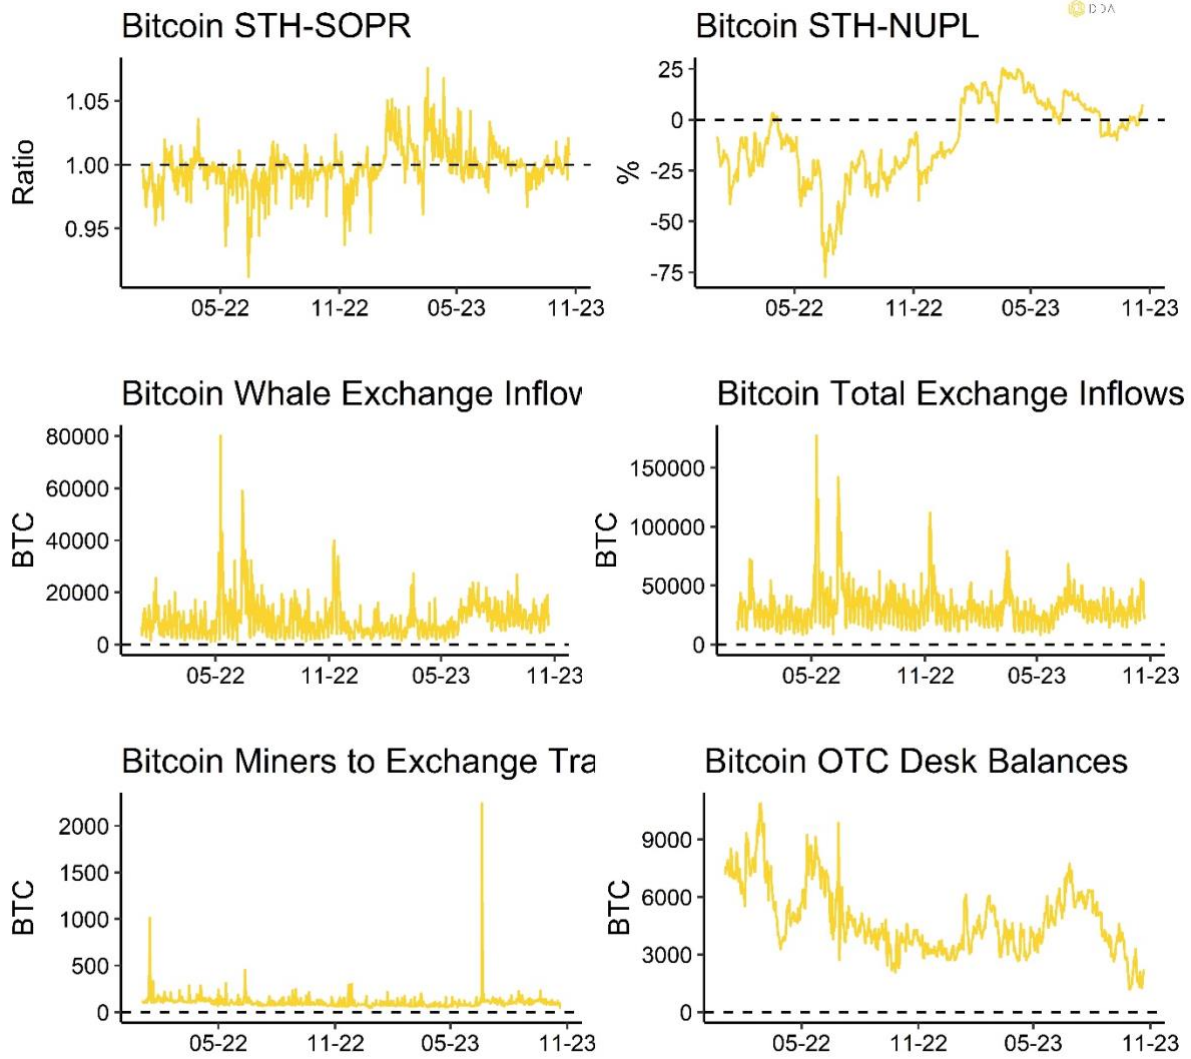 DDA
Bitcoin STH-SOPR
Ratio
1.05
1.00
0.95
05-22 11-22 05-23 11-23
Bitcoin STH-NUPL
%
25
0
-25
-50
-75
05-22 11-22 05-23 11-23
Bitcoin Whale Exchange Inflow
BTC
80000
60000
40000
20000
0
05-22 11-22 05-23 11-23
Bitcoin Total Exchange Inflows
BTC
150000
100000
50000
0
05-22 11-22 05-23 11-23
Bitcoin Miners to Exchange Tra
BTC
2000
1500
1000
500
0
05-22 11-22 05-23 11-23
Bitcoin OTC Desk Balances
BTC
9000
6000
3000
0
05-22 11-22 05-23 11-23